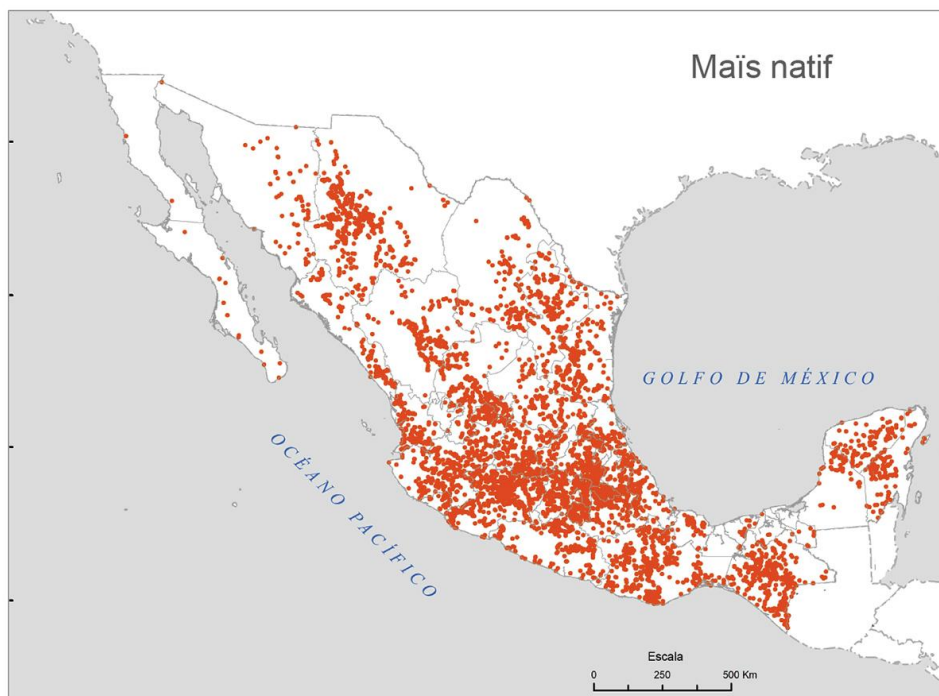 Maïs natif
GOLFO DE MÉXICO
OCÉANO PACÍFICO
Escala
0 250 500 Km